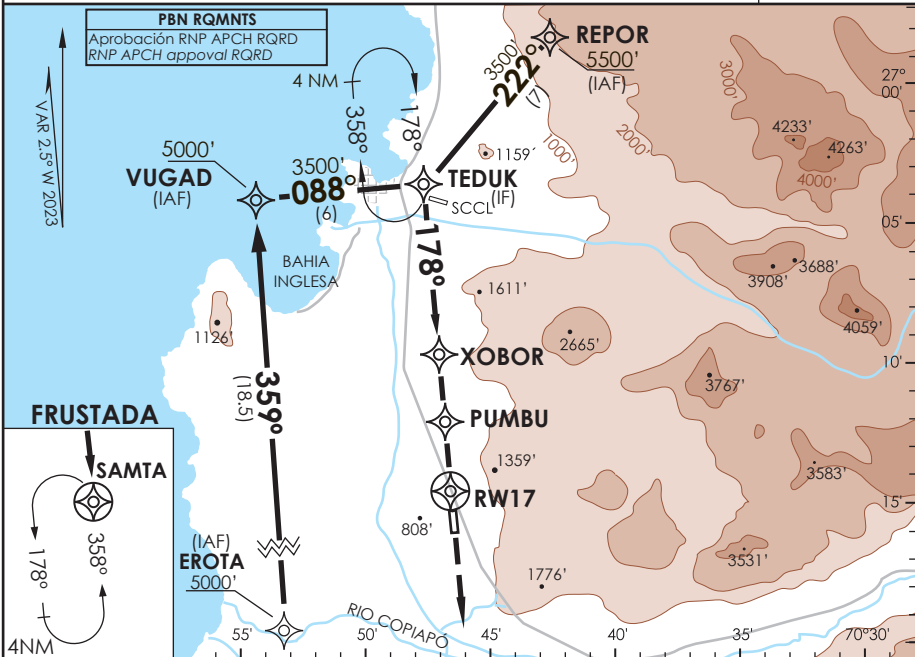 PBN RQMNTS
Aprobación RNP APCH RQRD
RNP APCH appoval RQRD
VAR 2.5° W 2023
4 NM
358°
178°
3500'
222°
(7)
REPOR
5500'
(IAF)
27°
00'
3000'
2000'
1000'
4233'
4263'
4000'
1159'
5000'
VUGAD
(IAF)
3500'
088°
(6)
TEDUK
(IF)
SCCL
05'
178°
BAHIA
INGLESA
1126'
359°
(18.5)
1611'
2665'
3908'
3688'
4059'
XOBOR
10'
3767'
PUMBU
1359'
RW17
3583'
15'
808'
3531'
1776'
FRUSTADA
SAMTA
178°
358°
4NM
(IAF)
EROTA
5000'
RIO COPIAPÓ
55'
50'
45'
40'
35'
70°30'